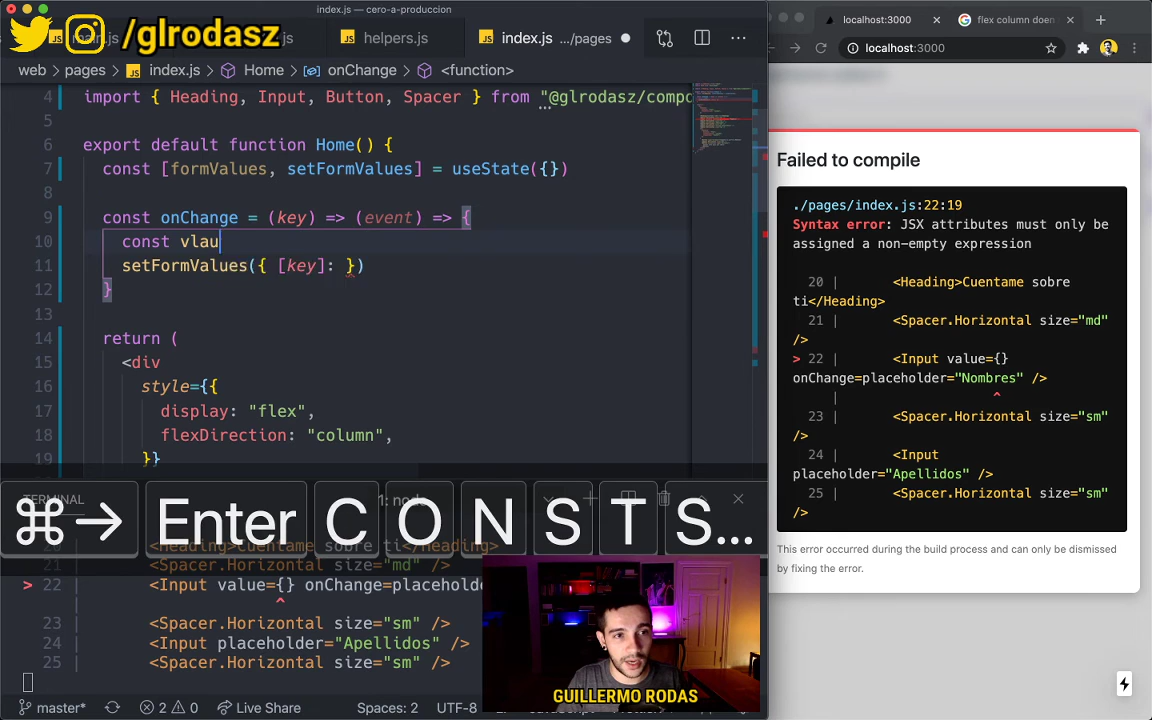 index.js — cero-a-produccion
/glrodasz
.js
helpers.js
index.js .../pages
web > pages > index.js > Home > onChange > <function>
4 import { Heading, Input, Button, Spacer } from "@glrodasz/compo
5
6 export default function Home() {
7 const [formValues, setFormValues] = useState({})
8
9 const onChange = (key) => (event) => {
10 const vlau
11 setFormValues({ [key]: })
12 }
13
14 return (
15 <div
16 style={{
17 display: "flex",
18 flexDirection: "column",
19 }}
TERMINAL
1: node
⌘→ Enter C O N S T S...
<Heading>Cuentame sobre ti</Heading>
21 | <Spacer.Horizontal size="md" />
> 22 | <Input value={} onChange=placeholde
| ^
23 | <Spacer.Horizontal size="sm" />
24 | <Input placeholder="Apellidos" />
25 | <Spacer.Horizontal size="sm" />
GUILLERMO RODAS
master* 2 0 Live Share Spaces: 2 UTF-8
localhost:3000
flex column doen
localhost:3000
Failed to compile
./pages/index.js:22:19
Syntax error: JSX attributes must only be
assigned a non-empty expression
20 | <Heading>Cuentame sobre
ti</Heading>
21 | <Spacer.Horizontal size="md"
/>
> 22 | <Input value={}
onChange=placeholder="Nombres" />
| ^
23 | <Spacer.Horizontal size="sm"
/>
24 | <Input
placeholder="Apellidos" />
25 | <Spacer.Horizontal size="sm"
/>
This error occurred during the build process and can only be dismissed
by fixing the error.